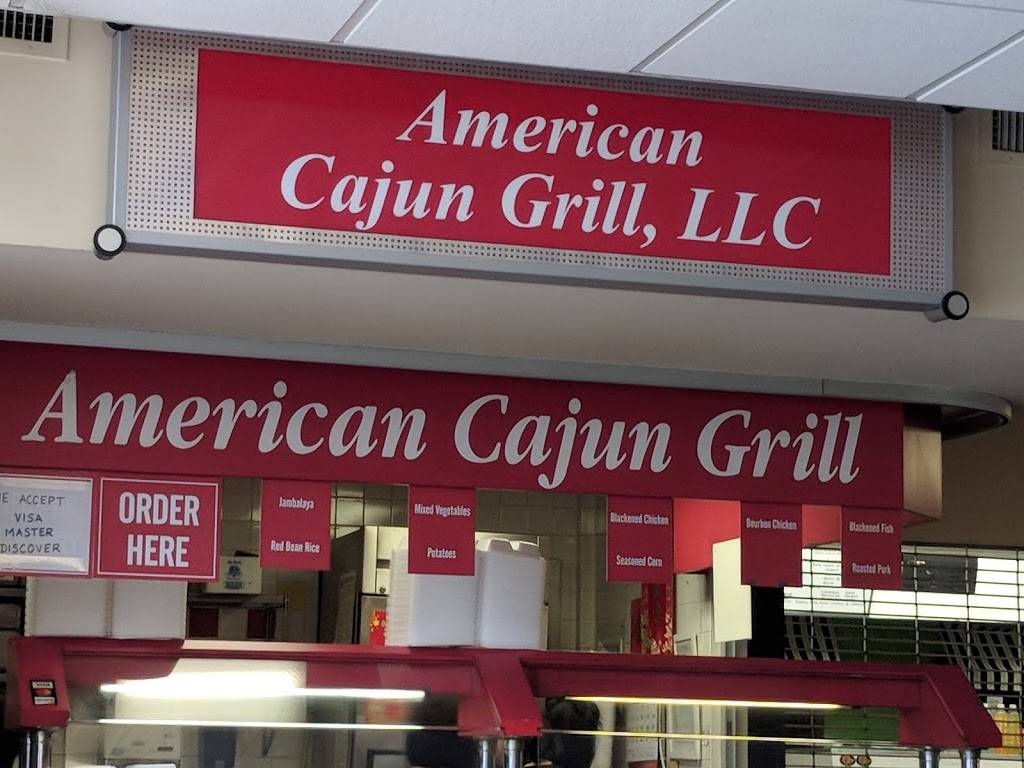 American
Cajun Grill, LLC
American Cajun Grill
ACCEPT
VISA
MASTER
DISCOVER
ORDER
HERE
Jambalaya
Red Bean Rice
Mixed Vegetables
Potatoes
Blackened Chicken
Seasoned Corn
Bourbon Chicken
Blackened Fish
Roasted Pork
VISA